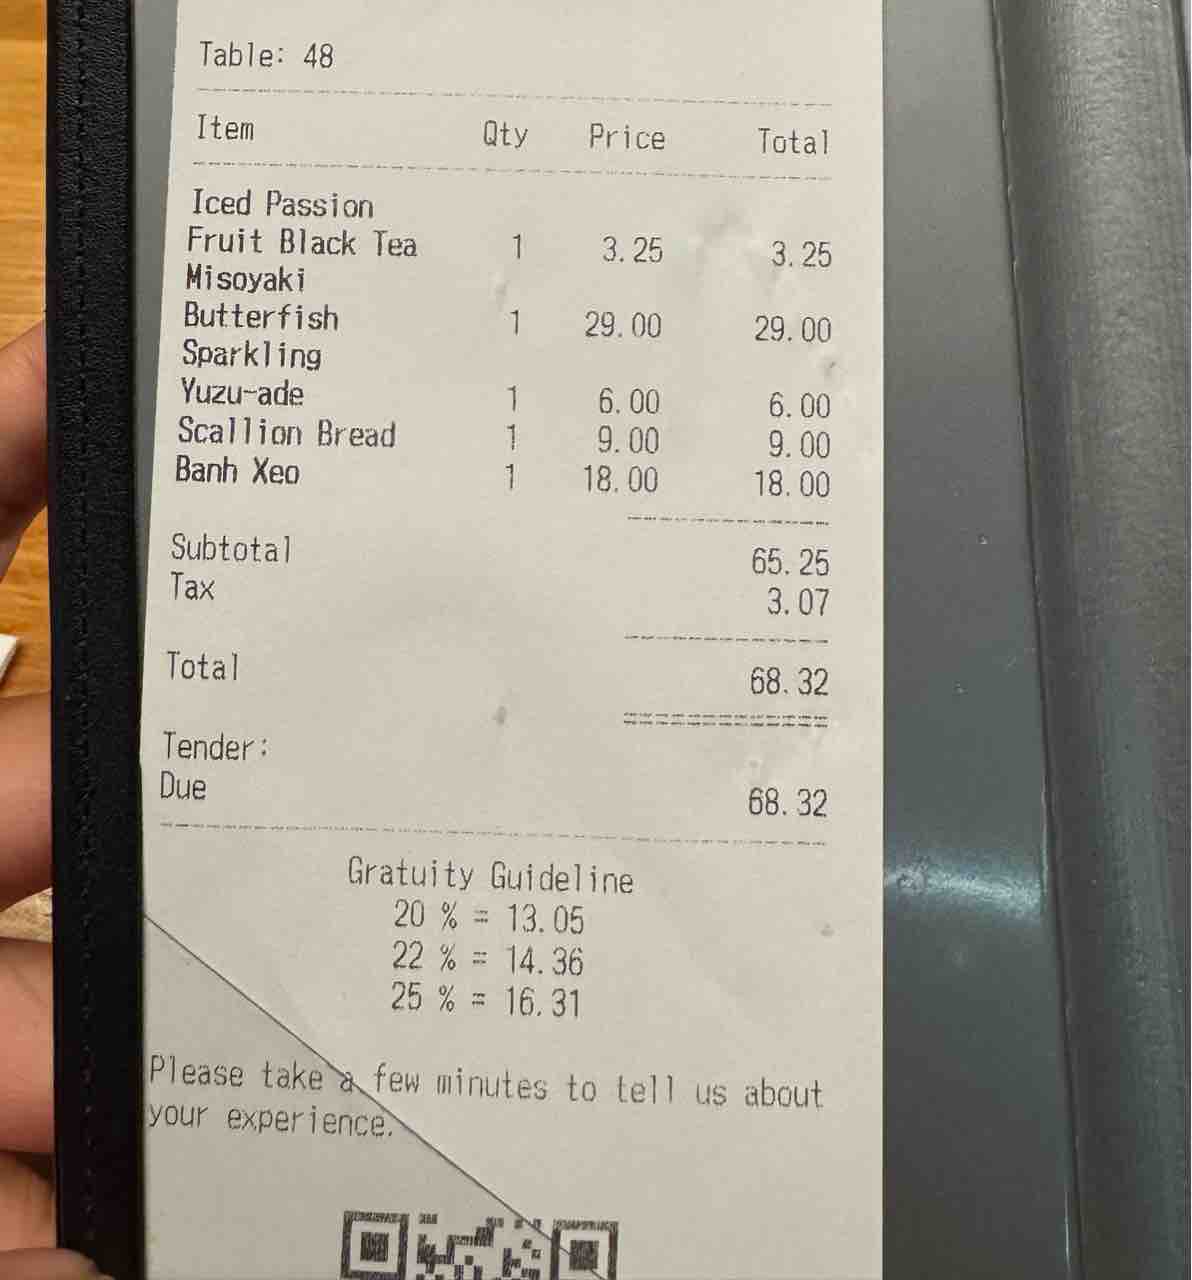 Table: 48
Item Qty Price Total
Iced Passion
Fruit Black Tea 1 3.25 3.25
Misoyaki
Butterfish 1 29.00 29.00
Sparkling
Yuzu-ade 1 6.00 6.00
Scallion Bread 1 9.00 9.00
Banh Xeo 1 18.00 18.00
Subtotal 65.25
Tax 3.07
Total 68.32
Tender:
Due 68.32
Gratuity Guideline
20 % = 13.05
22 % = 14.36
25 % = 16.31
Please take a few minutes to tell us about
your experience.